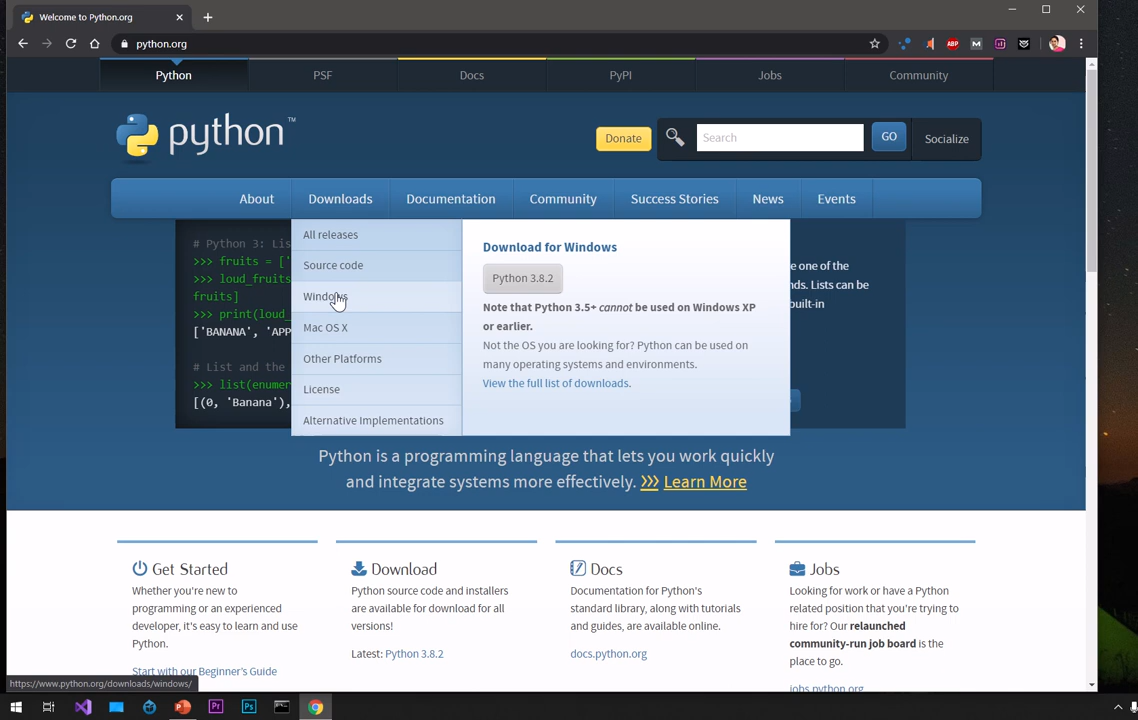 Welcome to Python.org
python.org
ABP
M
Python
PSF
Docs
PyPI
Jobs
Community
python™
Donate
Search
GO
Socialize
About
Downloads
Documentation
Community
Success Stories
News
Events
# Python 3: Lis
>>> fruits = ['
>>> loud_fruits
fruits]
>>> print(loud_
['BANANA', 'APP
# List and the
>>> list(enumer
[(0, 'Banana'),
All releases
Source code
Windows
Mac OS X
Other Platforms
License
Alternative Implementations
Download for Windows
Python 3.8.2
Note that Python 3.5+ cannot be used on Windows XP
or earlier.
Not the OS you are looking for? Python can be used on
many operating systems and environments.
View the full list of downloads.
e one of the
nds. Lists can be
built-in
Python is a programming language that lets you work quickly
and integrate systems more effectively. >>> Learn More
Get Started
Whether you're new to
programming or an experienced
developer, it's easy to learn and use
Python.
Start with our Beginner's Guide
Download
Python source code and installers
are available for download for all
versions!
Latest: Python 3.8.2
Docs
Documentation for Python's
standard library, along with tutorials
and guides, are available online.
docs.python.org
Jobs
Looking for work or have a Python
related position that you're trying to
hire for? Our relaunched
community-run job board is the
place to go.
jobs.python.org
https://www.python.org/downloads/windows/
Pr
Ps